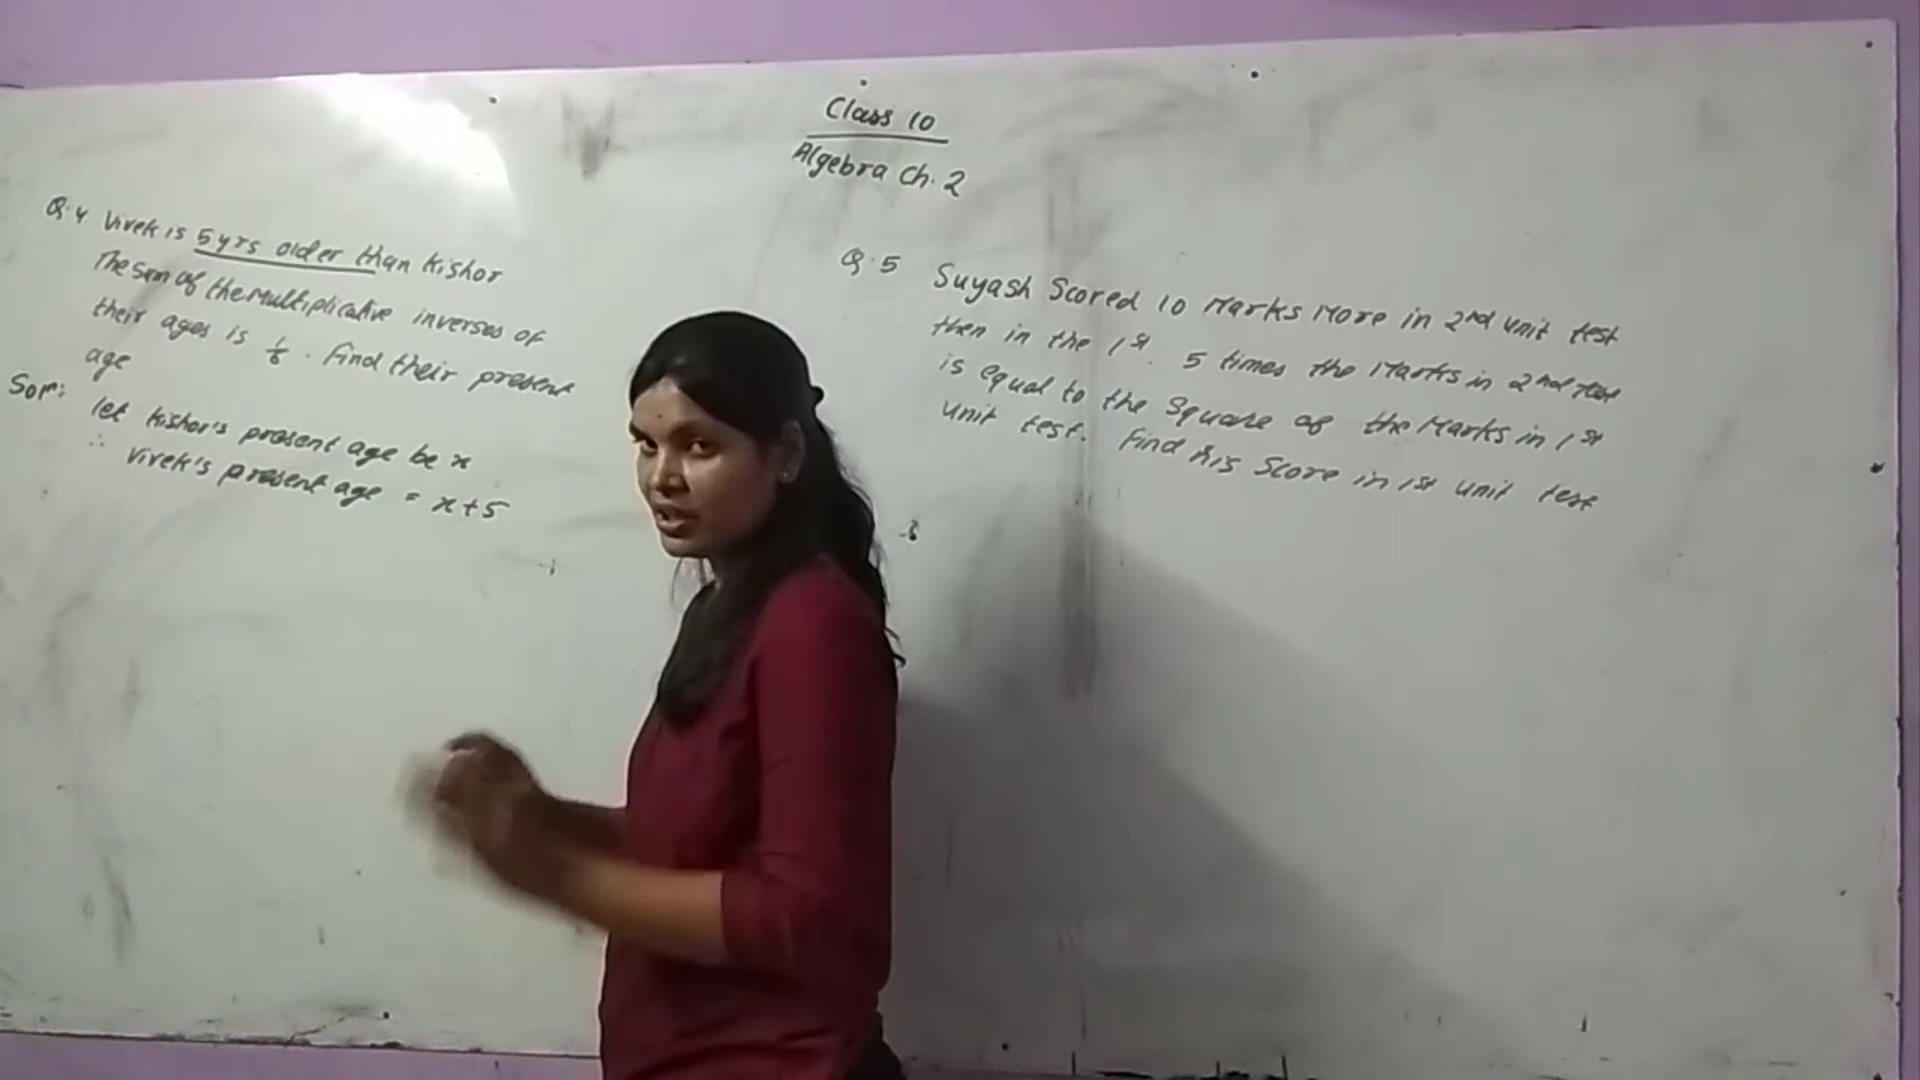 Class 10
Algebra Ch. 2
Q.4 Vivek is 5yrs older than Kishor
The sum of the Multiplicative inverses of
their ages is 1/6. Find their present
age
Soln:
let Kishor's present age be x
∴ Vivek's present age = x+5
Q.5 Suyash Scored 10 Marks More in 2nd unit test
then in the 1st. 5 times the Marks in 2nd test
is equal to the Square of the Marks in 1st
unit test. Find his Score in 1st unit test